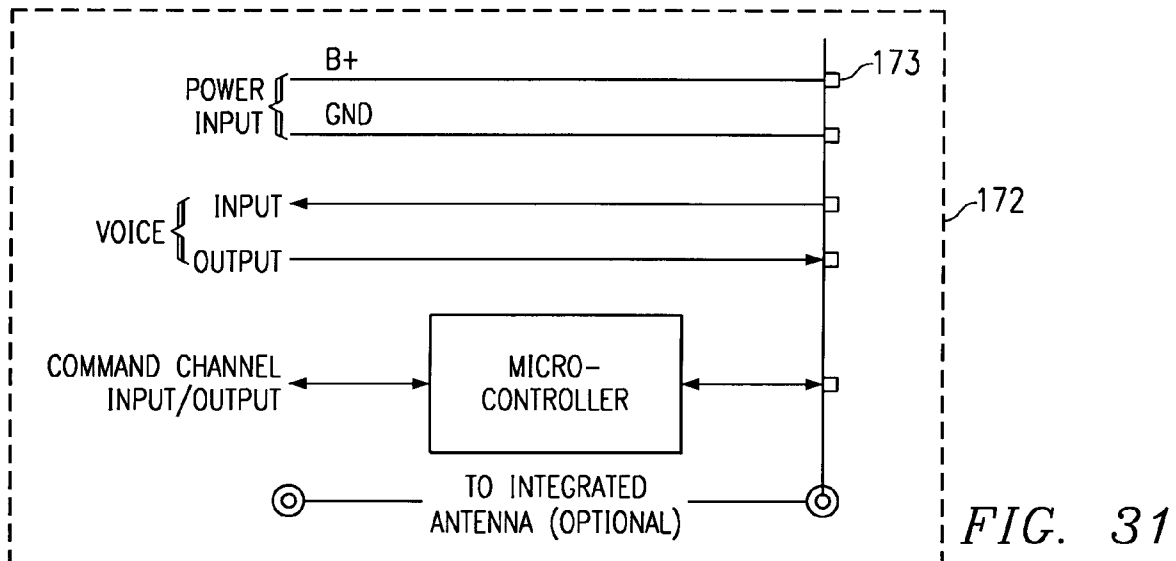 B+
173
POWER
INPUT
GND
INPUT
172
VOICE
OUTPUT
COMMAND CHANNEL
INPUT/OUTPUT
MICRO-
CONTROLLER
TO INTEGRATED
ANTENNA (OPTIONAL)
FIG. 31